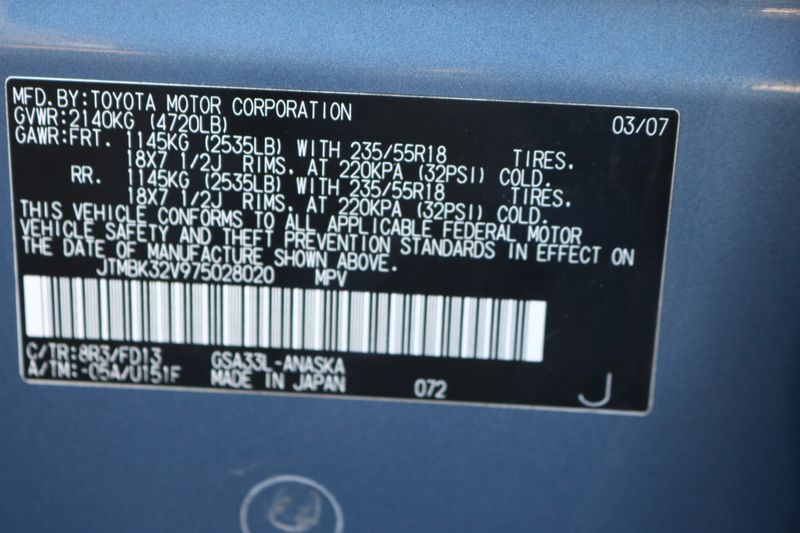 MFD. BY: TOYOTA MOTOR CORPORATION 03/07
GVWR: 2140KG (4720LB)
GAWR: FRT. 1145KG (2535LB) WITH 235/55R18 TIRES.
18X7 1/2J RIMS. AT 220KPA (32PSI) COLD.
RR. 1145KG (2535LB) WITH 235/55R18 TIRES.
18X7 1/2J RIMS. AT 220KPA (32PSI) COLD.
THIS VEHICLE CONFORMS TO ALL APPLICABLE FEDERAL MOTOR
VEHICLE SAFETY AND THEFT PREVENTION STANDARDS IN EFFECT ON
THE DATE OF MANUFACTURE SHOWN ABOVE.
JTMBK32V975028020 MPV
C/TR: 8R3/FD13 GSA33L-ANASKA
A/TM: -05A/U151F MADE IN JAPAN 072 J